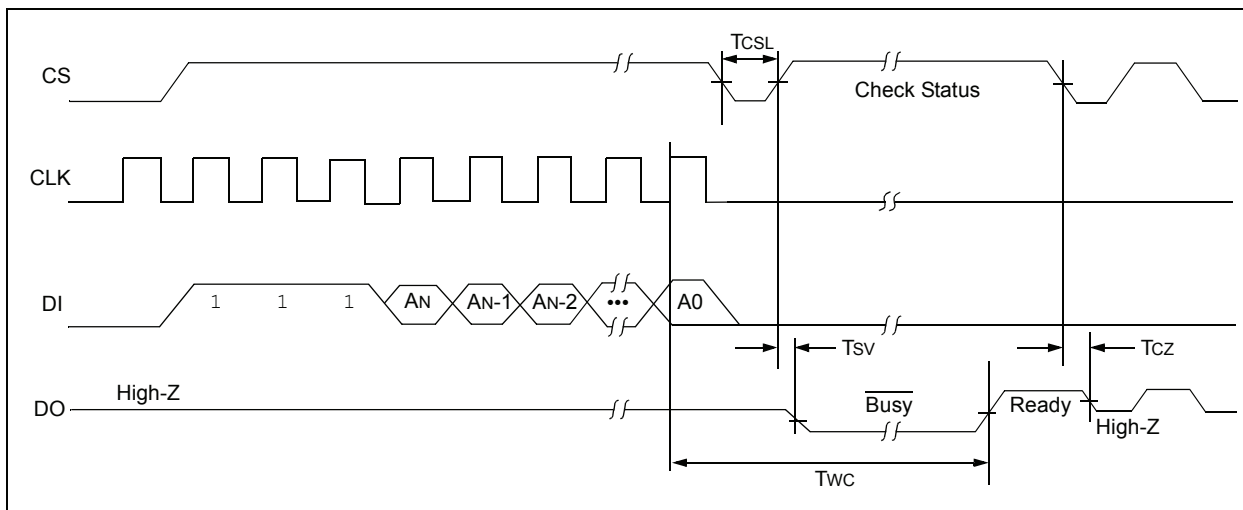 TCSL
CS
Check Status
CLK
DI 1 1 1 AN AN-1 AN-2 ••• A0
TSV TCZ
High-Z
DO Busy Ready High-Z
TWC